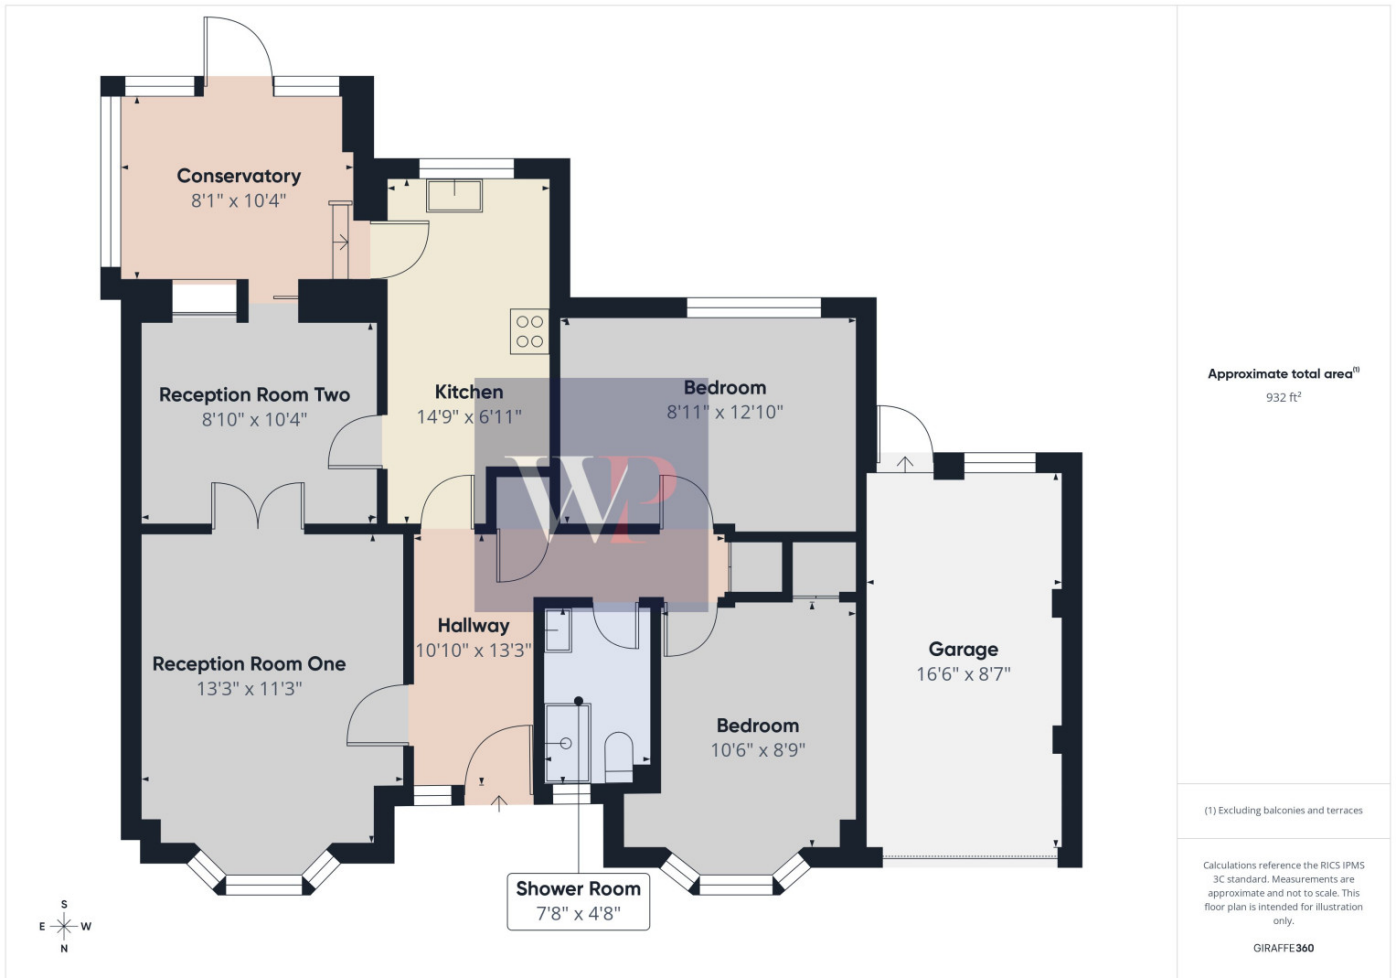 Conservatory
8'1" x 10'4"
Reception Room Two
8'10" x 10'4"
Kitchen
14'9" x 6'11"
Bedroom
8'11" x 12'10"
WP
Reception Room One
13'3" x 11'3"
Hallway
10'10" x 13'3"
Bedroom
10'6" x 8'9"
Garage
16'6" x 8'7"
Shower Room
7'8" x 4'8"
S
E W
N
Approximate total area(1)
932 ft²
(1) Excluding balconies and terraces
Calculations reference the RICS IPMS
3C standard. Measurements are
approximate and not to scale. This
floor plan is intended for illustration
only.
GIRAFFE360